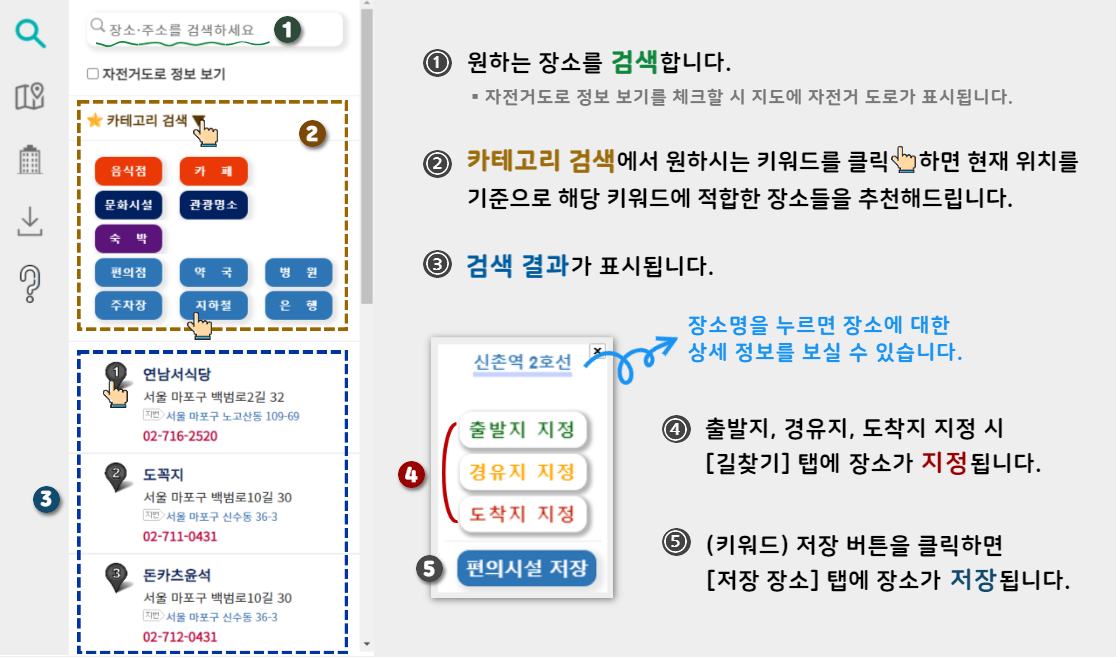 장소·주소를 검색하세요
1
자전거도로 정보 보기
카테고리 검색
2
음식점
카 페
문화시설
관광명소
숙 박
편의점
약 국
병 원
주차장
지하철
은 행
3
1
연남서식당
서울 마포구 백범로2길 32
지번 서울 마포구 노고산동 109-69
02-716-2520
2
도꼭지
서울 마포구 백범로10길 30
지번 서울 마포구 신수동 36-3
02-711-0431
3
돈카츠윤석
서울 마포구 백범로10길 30
지번 서울 마포구 신수동 36-3
02-712-0431
1 원하는 장소를 검색합니다.
▪ 자전거도로 정보 보기를 체크할 시 지도에 자전거 도로가 표시됩니다.
2 카테고리 검색에서 원하시는 키워드를 클릭하면 현재 위치를
기준으로 해당 키워드에 적합한 장소들을 추천해드립니다.
3 검색 결과가 표시됩니다.
신촌역 2호선
×
장소명을 누르면 장소에 대한
상세 정보를 보실 수 있습니다.
4
출발지 지정
경유지 지정
도착지 지정
5
편의시설 저장
4 출발지, 경유지, 도착지 지정 시
[길찾기] 탭에 장소가 지정됩니다.
5 (키워드) 저장 버튼을 클릭하면
[저장 장소] 탭에 장소가 저장됩니다.